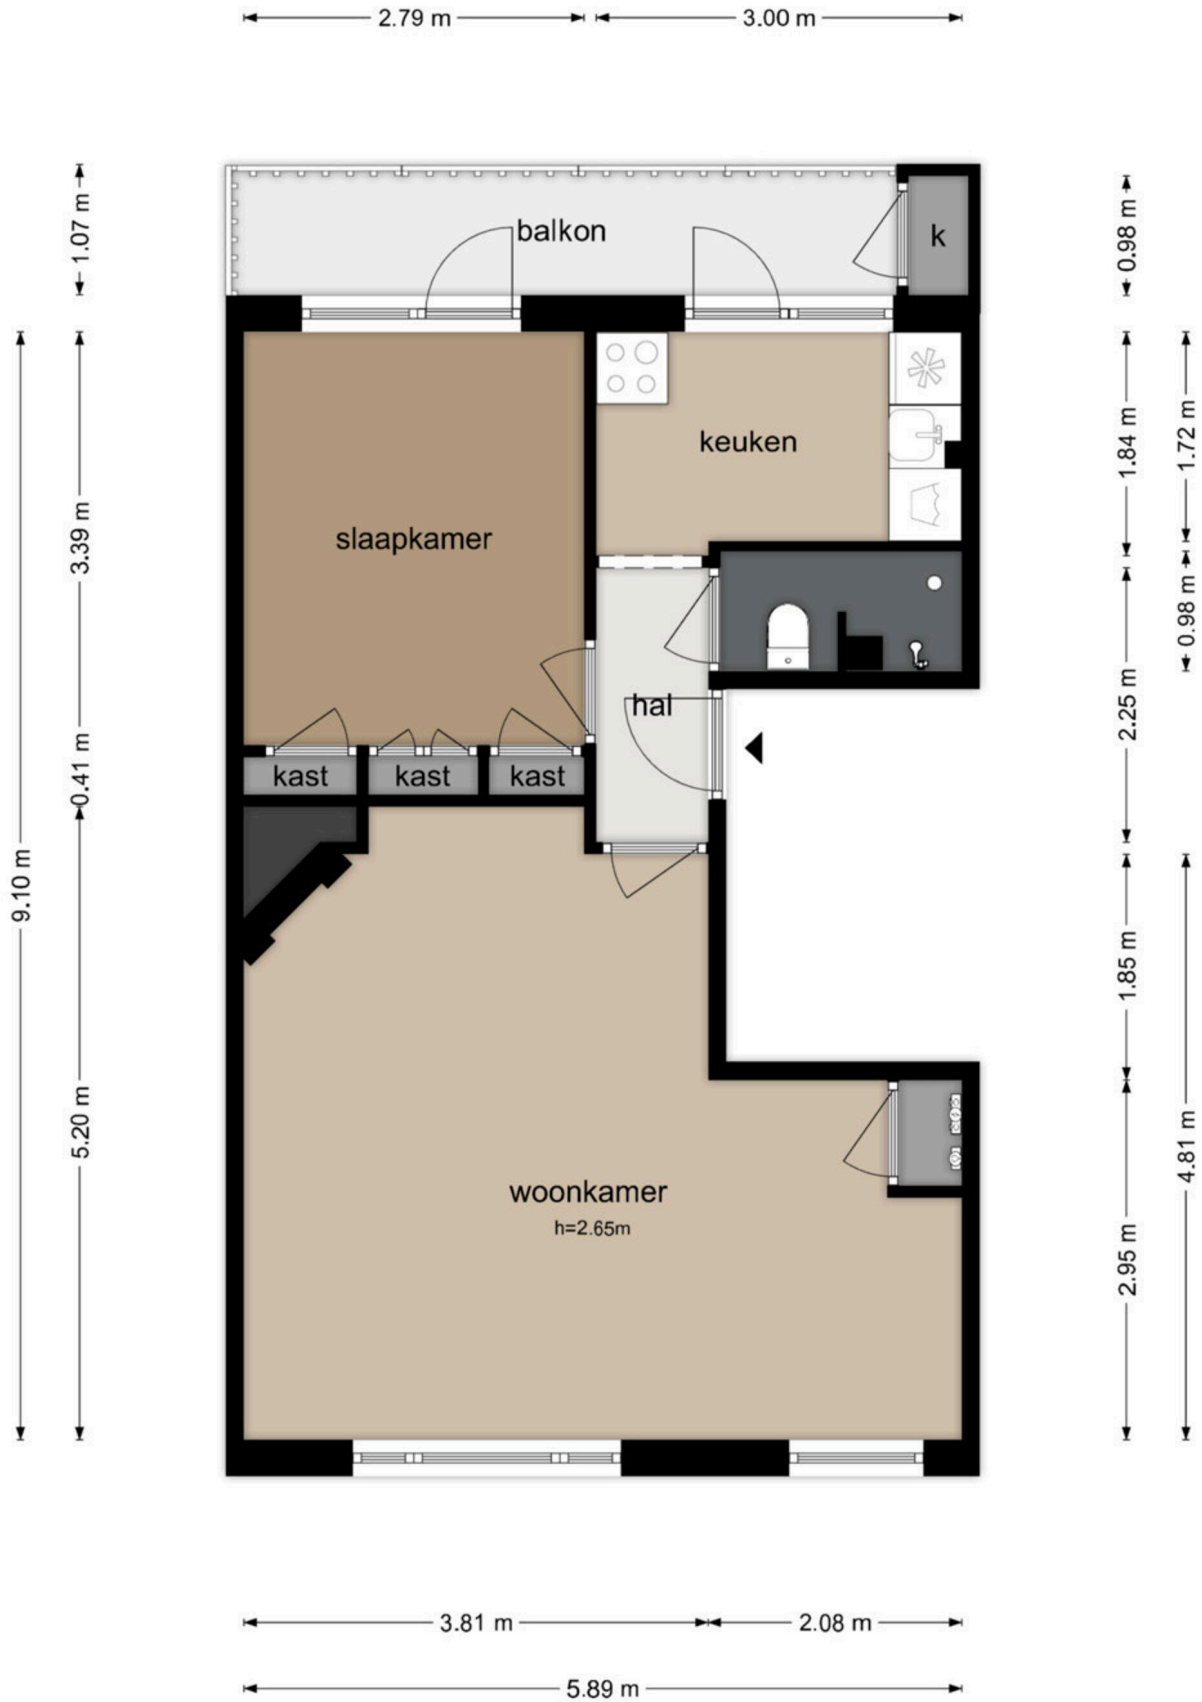 2.79 m
3.00 m
1.07 m
balkon
k
0.98 m
keuken
1.84 m
1.72 m
slaapkamer
3.39 m
0.98 m
hal
2.25 m
kast
kast
kast
0.41 m
9.10 m
1.85 m
5.20 m
4.81 m
woonkamer
h=2.65m
2.95 m
3.81 m
2.08 m
5.89 m